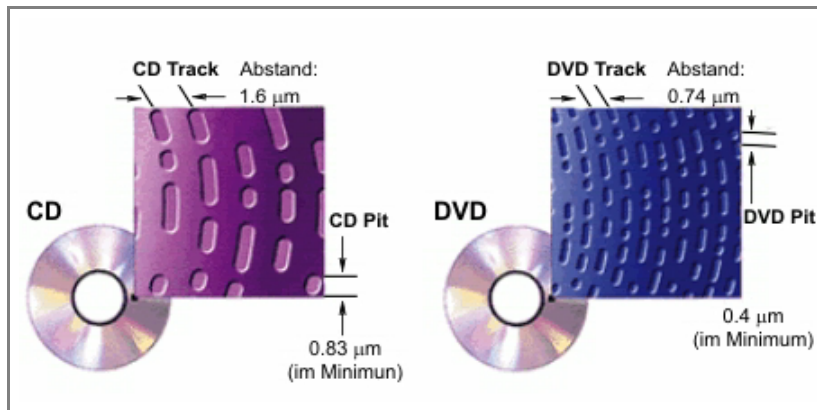 CD Track Abstand:
1.6 μm
CD
CD Pit
0.83 μm
(im Minimun)
DVD Track Abstand:
0.74 μm
DVD
DVD Pit
0.4 μm
(im Minimum)